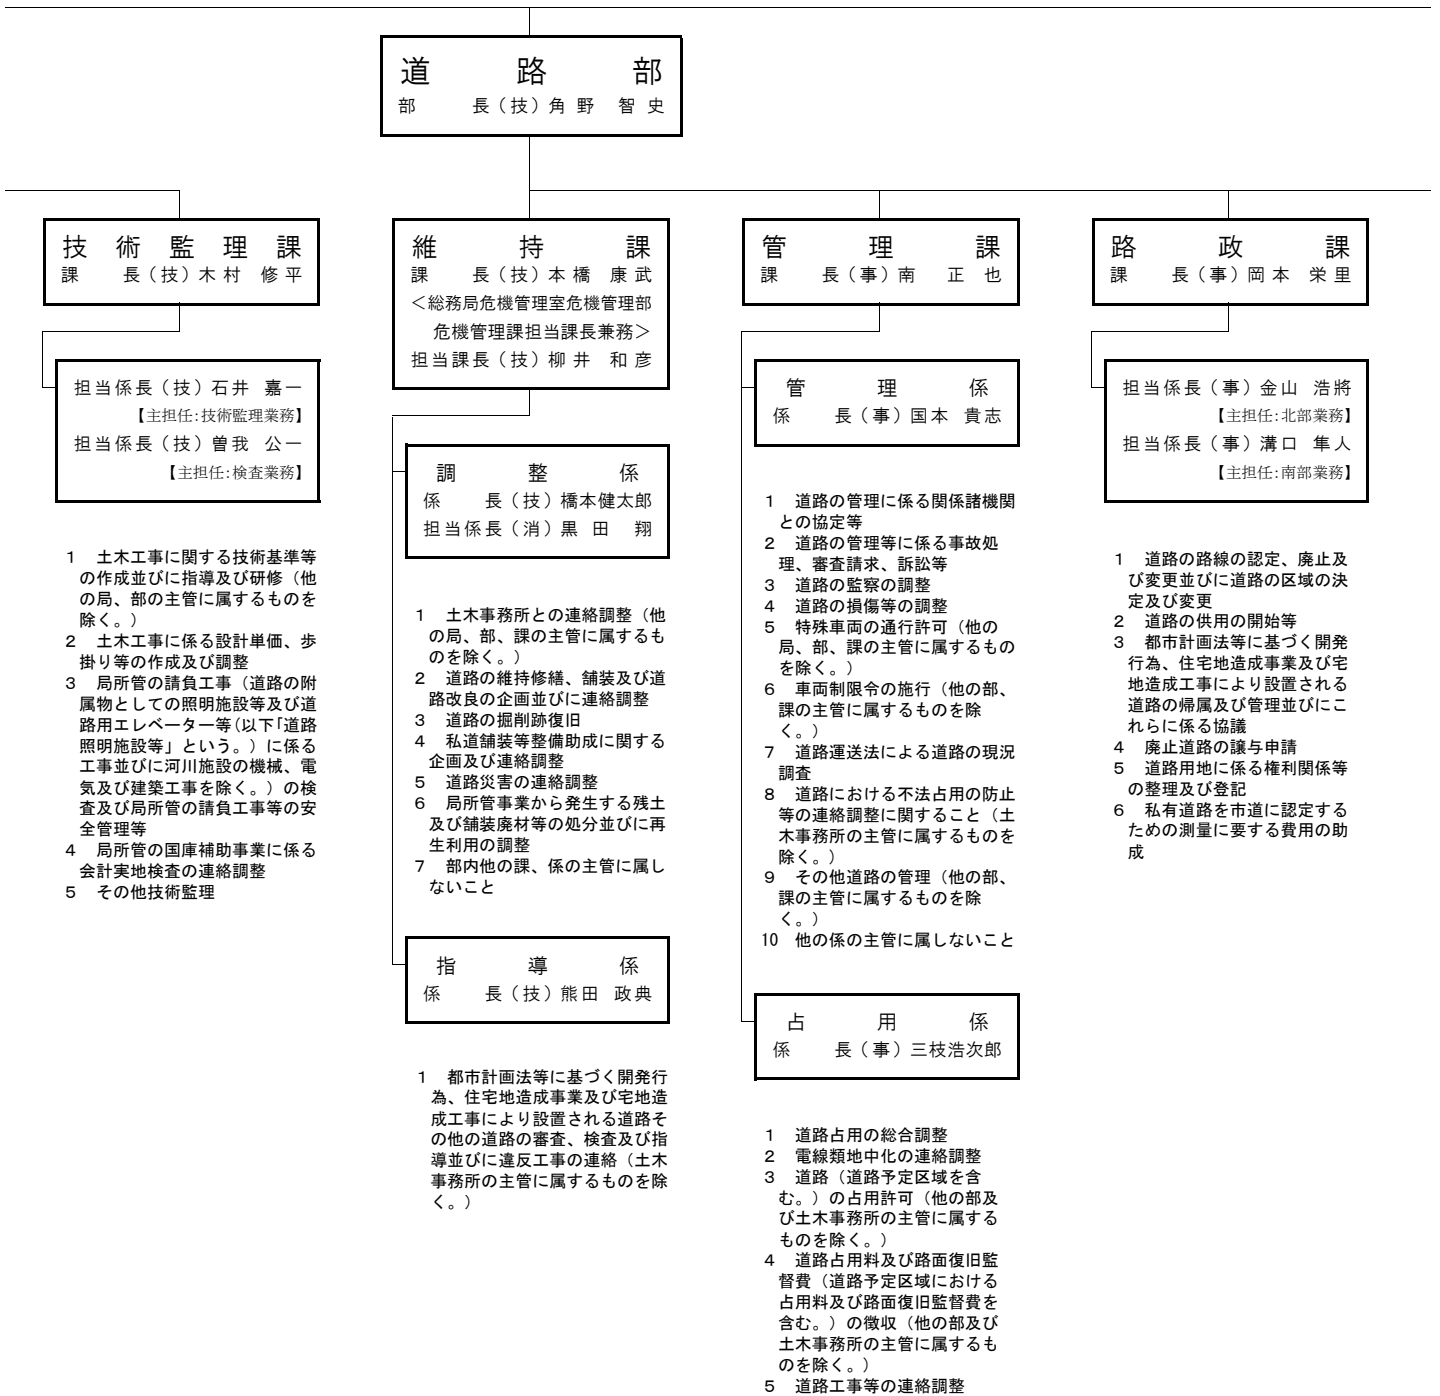 道路部
部長（技）角野 智史
技術監理課
課長（技）木村 修平
担当係長（技）石井 嘉一
【主担任:技術監理業務】
担当係長（技）曽我 公一
【主担任:検査業務】
1 土木工事に関する技術基準等
の作成並びに指導及び研修（他
の局、部の主管に属するものを
除く。）
2 土木工事に係る設計単価、歩
掛り等の作成及び調整
3 局所管の請負工事（道路の附
属物としての照明施設等及び道
路用エレベーター等(以下｢道路
照明施設等」という。）に係る
工事並びに河川施設の機械、電
気及び建築工事を除く。）の検
査及び局所管の請負工事等の安
全管理等
4 局所管の国庫補助事業に係る
会計実地検査の連絡調整
5 その他技術監理
維持課
課長（技）本橋 康武
＜総務局危機管理室危機管理部
危機管理課担当課長兼務＞
担当課長（技）柳井 和彦
調整係
係長（技）橋本健太郎
担当係長（消）黒田 翔
1 土木事務所との連絡調整（他
の局、部、課の主管に属するも
のを除く。）
2 道路の維持修繕、舗装及び道
路改良の企画並びに連絡調整
3 道路の掘削跡復旧
4 私道舗装等整備助成に関する
企画及び連絡調整
5 道路災害の連絡調整
6 局所管事業から発生する残土
及び舗装廃材等の処分並びに再
生利用の調整
7 部内他の課、係の主管に属し
ないこと
指導係
係長（技）熊田 政典
1 都市計画法等に基づく開発行
為、住宅地造成事業及び宅地造
成工事により設置される道路そ
の他の道路の審査、検査及び指
導並びに違反工事の連絡（土木
事務所の主管に属するものを除
く。）
管理課
課長（事）南 正也
管理係
係長（事）国本 貴志
1 道路の管理に係る関係諸機関
との協定等
2 道路の管理等に係る事故処
理、審査請求、訴訟等
3 道路の監察の調整
4 道路の損傷等の調整
5 特殊車両の通行許可（他の
局、部、課の主管に属するもの
を除く。）
6 車両制限令の施行（他の部、
課の主管に属するものを除
く。）
7 道路運送法による道路の現況
調査
8 道路における不法占用の防止
等の連絡調整に関すること（土
木事務所の主管に属するものを
除く。）
9 その他道路の管理（他の部、
課の主管に属するものを除
く。）
10 他の係の主管に属しないこと
占用係
係長（事）三枝浩次郎
1 道路占用の総合調整
2 電線類地中化の連絡調整
3 道路（道路予定区域を含
む。）の占用許可（他の部及
び土木事務所の主管に属する
ものを除く。）
4 道路占用料及び路面復旧監
督費（道路予定区域における
占用料及び路面復旧監督費を
含む。）の徴収（他の部及び
土木事務所の主管に属するも
のを除く。）
5 道路工事等の連絡調整
路政課
課長（事）岡本 栄里
担当係長（事）金山 浩將
【主担任:北部業務】
担当係長（事）溝口 隼人
【主担任:南部業務】
1 道路の路線の認定、廃止及
び変更並びに道路の区域の決
定及び変更
2 道路の供用の開始等
3 都市計画法等に基づく開発
行為、住宅地造成事業及び宅
地造成工事により設置される
道路の帰属及び管理並びにこ
れらに係る協議
4 廃止道路の譲与申請
5 道路用地に係る権利関係等
の整理及び登記
6 私有道路を市道に認定する
ための測量に要する費用の助
成